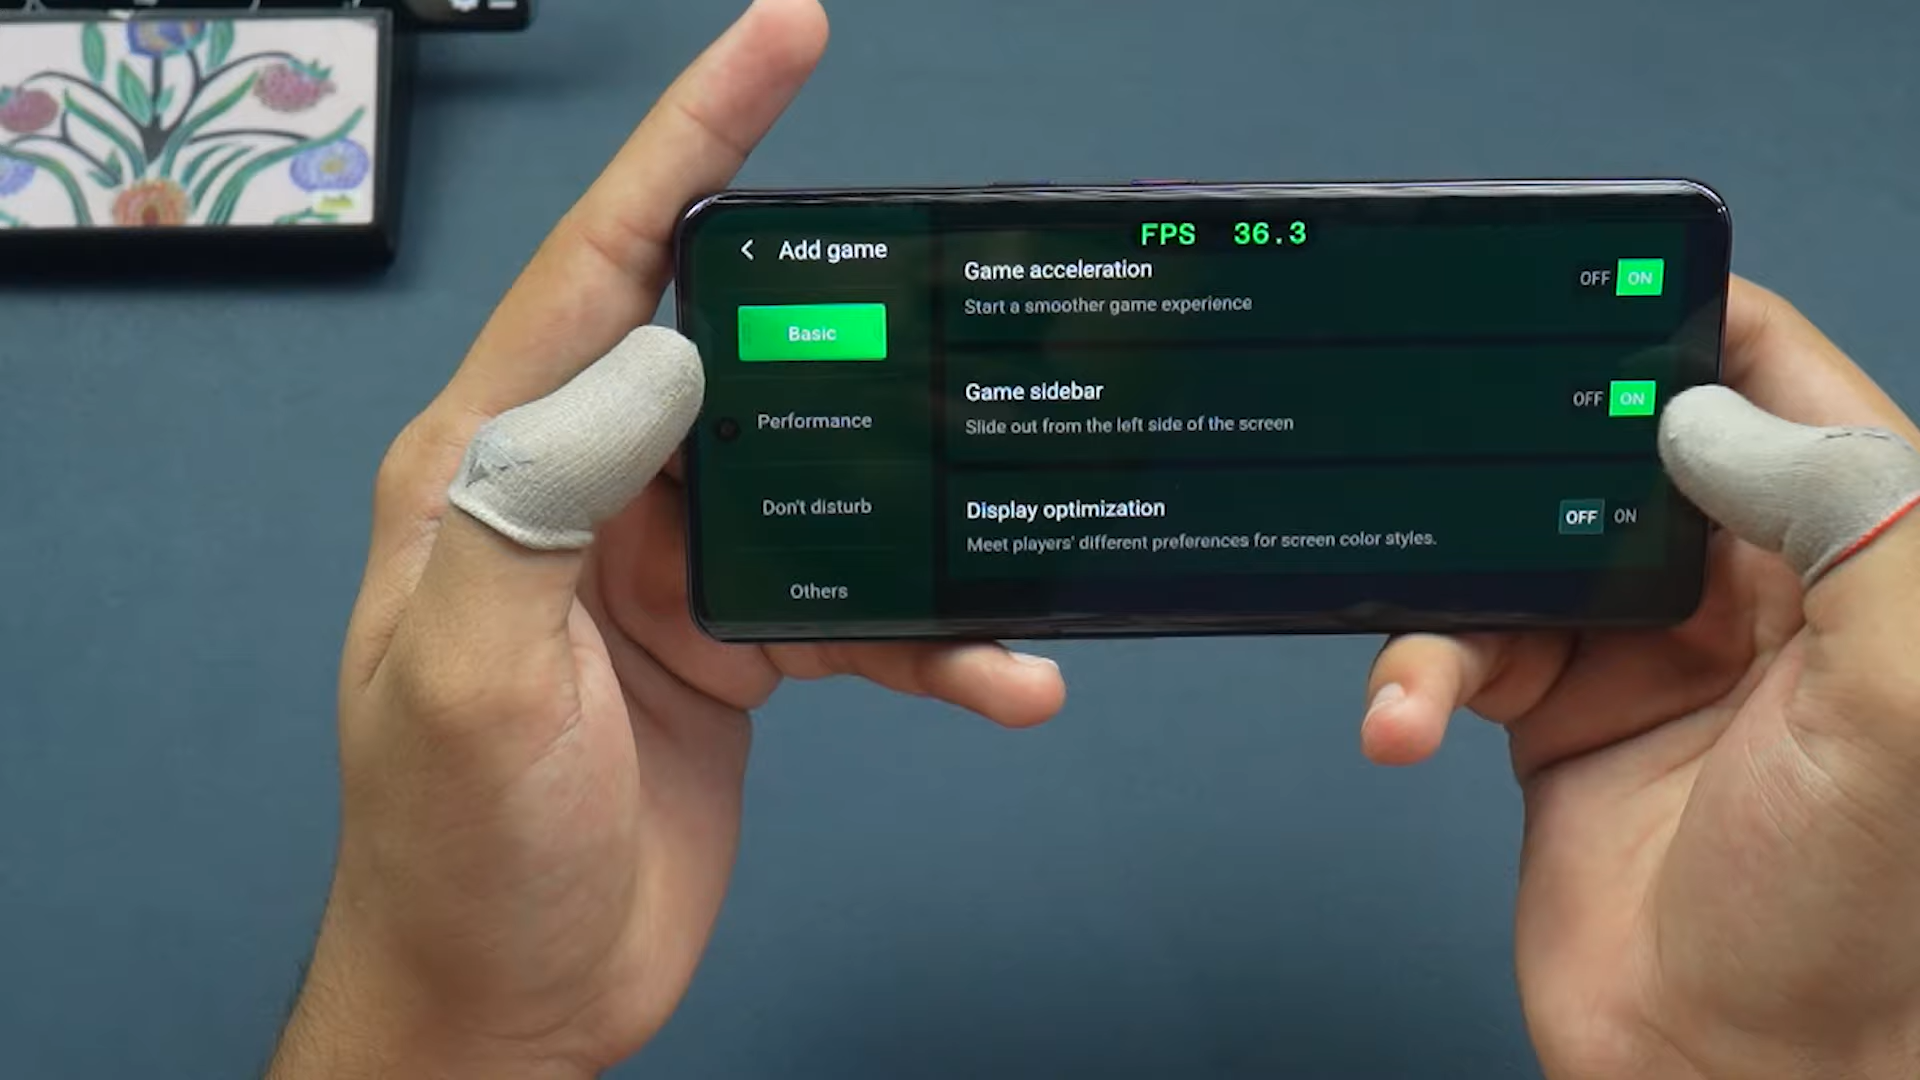 FPS 36.3
Add game
Basic
Performance
Don't disturb
Others
Game acceleration
Start a smoother game experience
OFF ON
Game sidebar
Slide out from the left side of the screen
OFF ON
Display optimization
Meet players' different preferences for screen color styles.
OFF ON